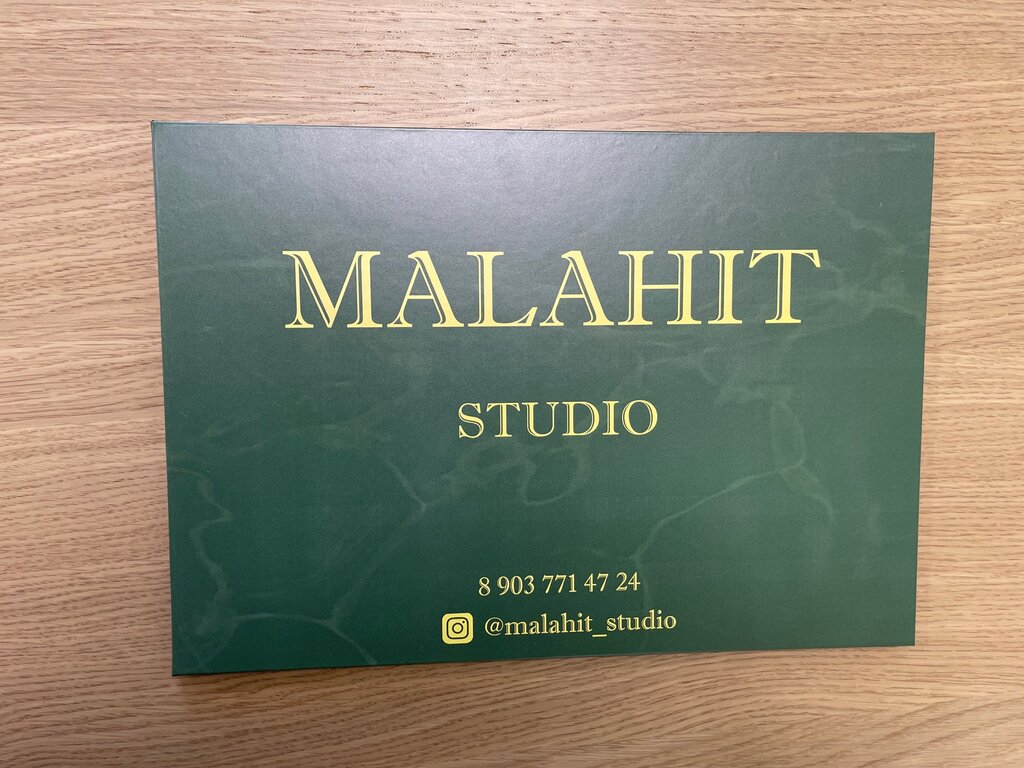 MALAHIT
STUDIO
8 903 771 47 24
@malahit_studio